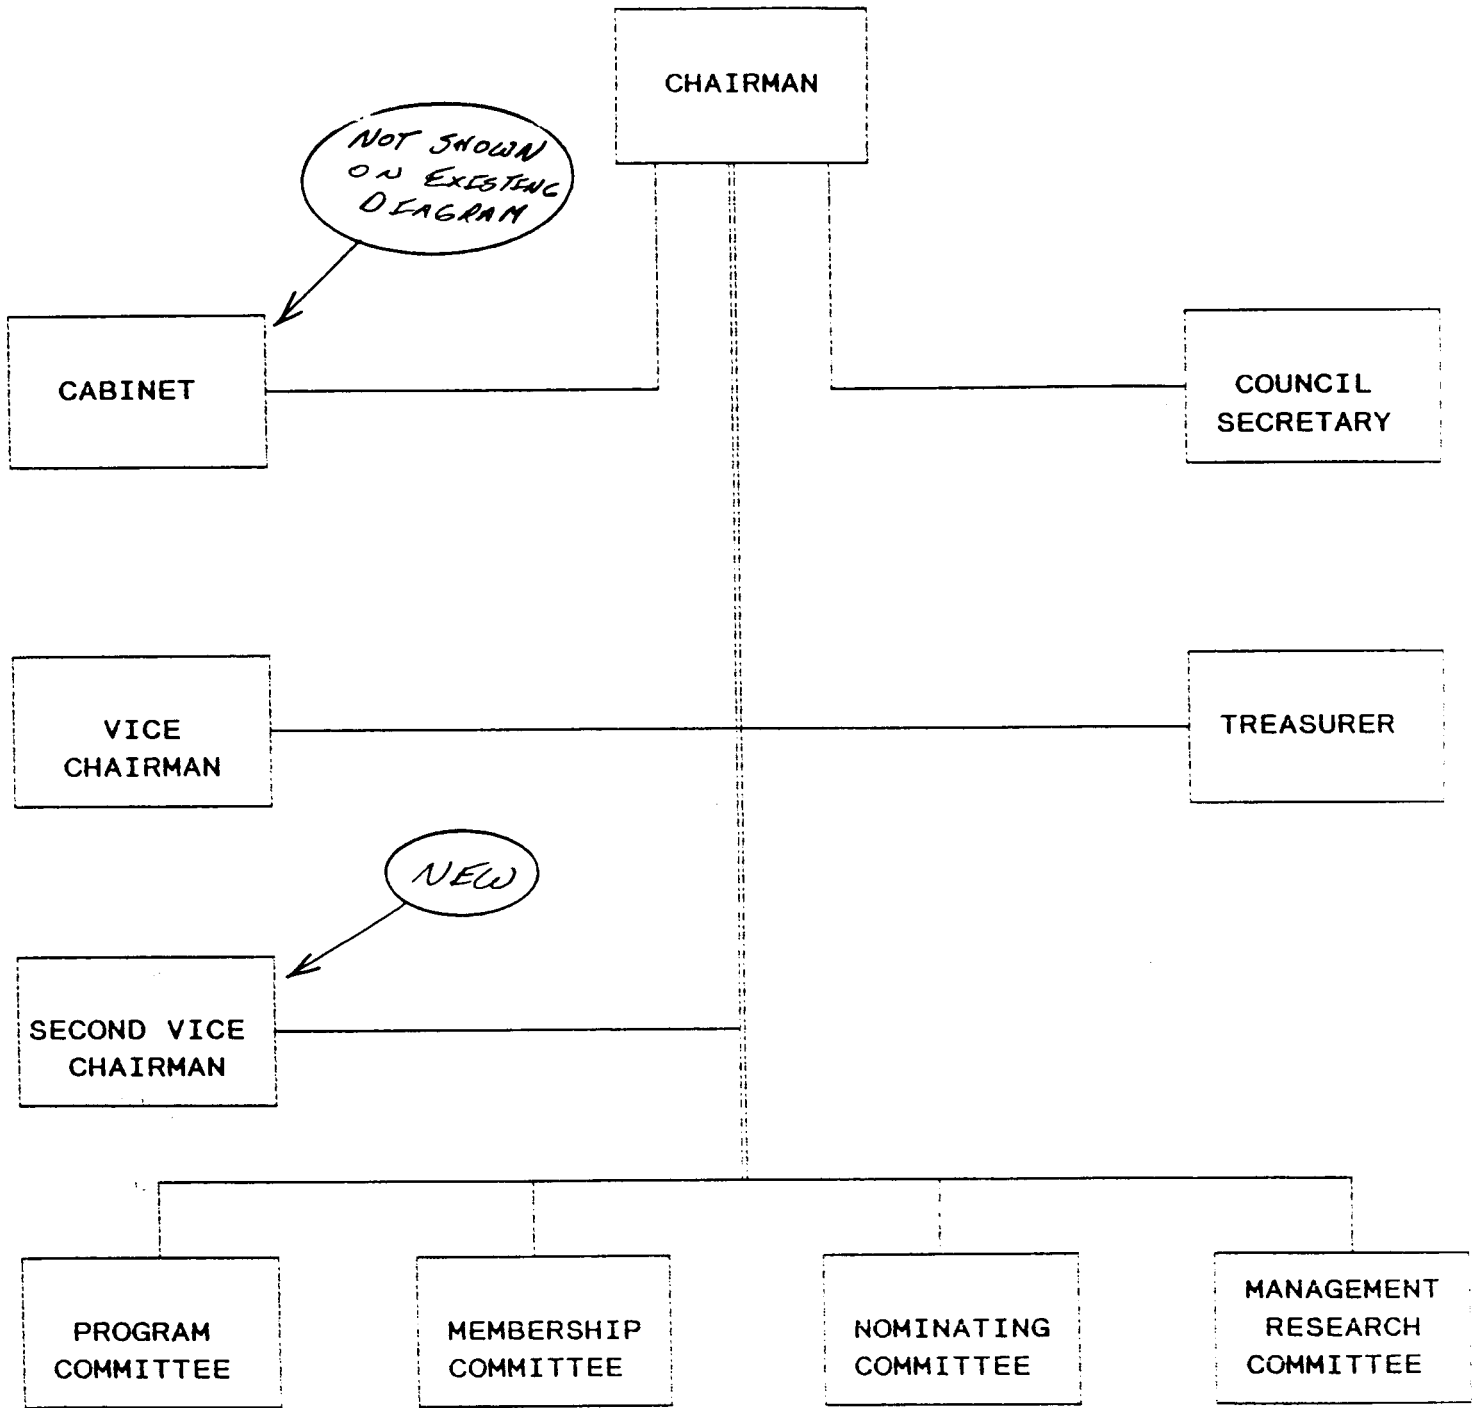 CHAIRMAN
NOT SHOWN
ON EXISTING
DIAGRAM
CABINET
COUNCIL
SECRETARY
VICE
CHAIRMAN
TREASURER
NEW
SECOND VICE
CHAIRMAN
PROGRAM
COMMITTEE
MEMBERSHIP
COMMITTEE
NOMINATING
COMMITTEE
MANAGEMENT
RESEARCH
COMMITTEE